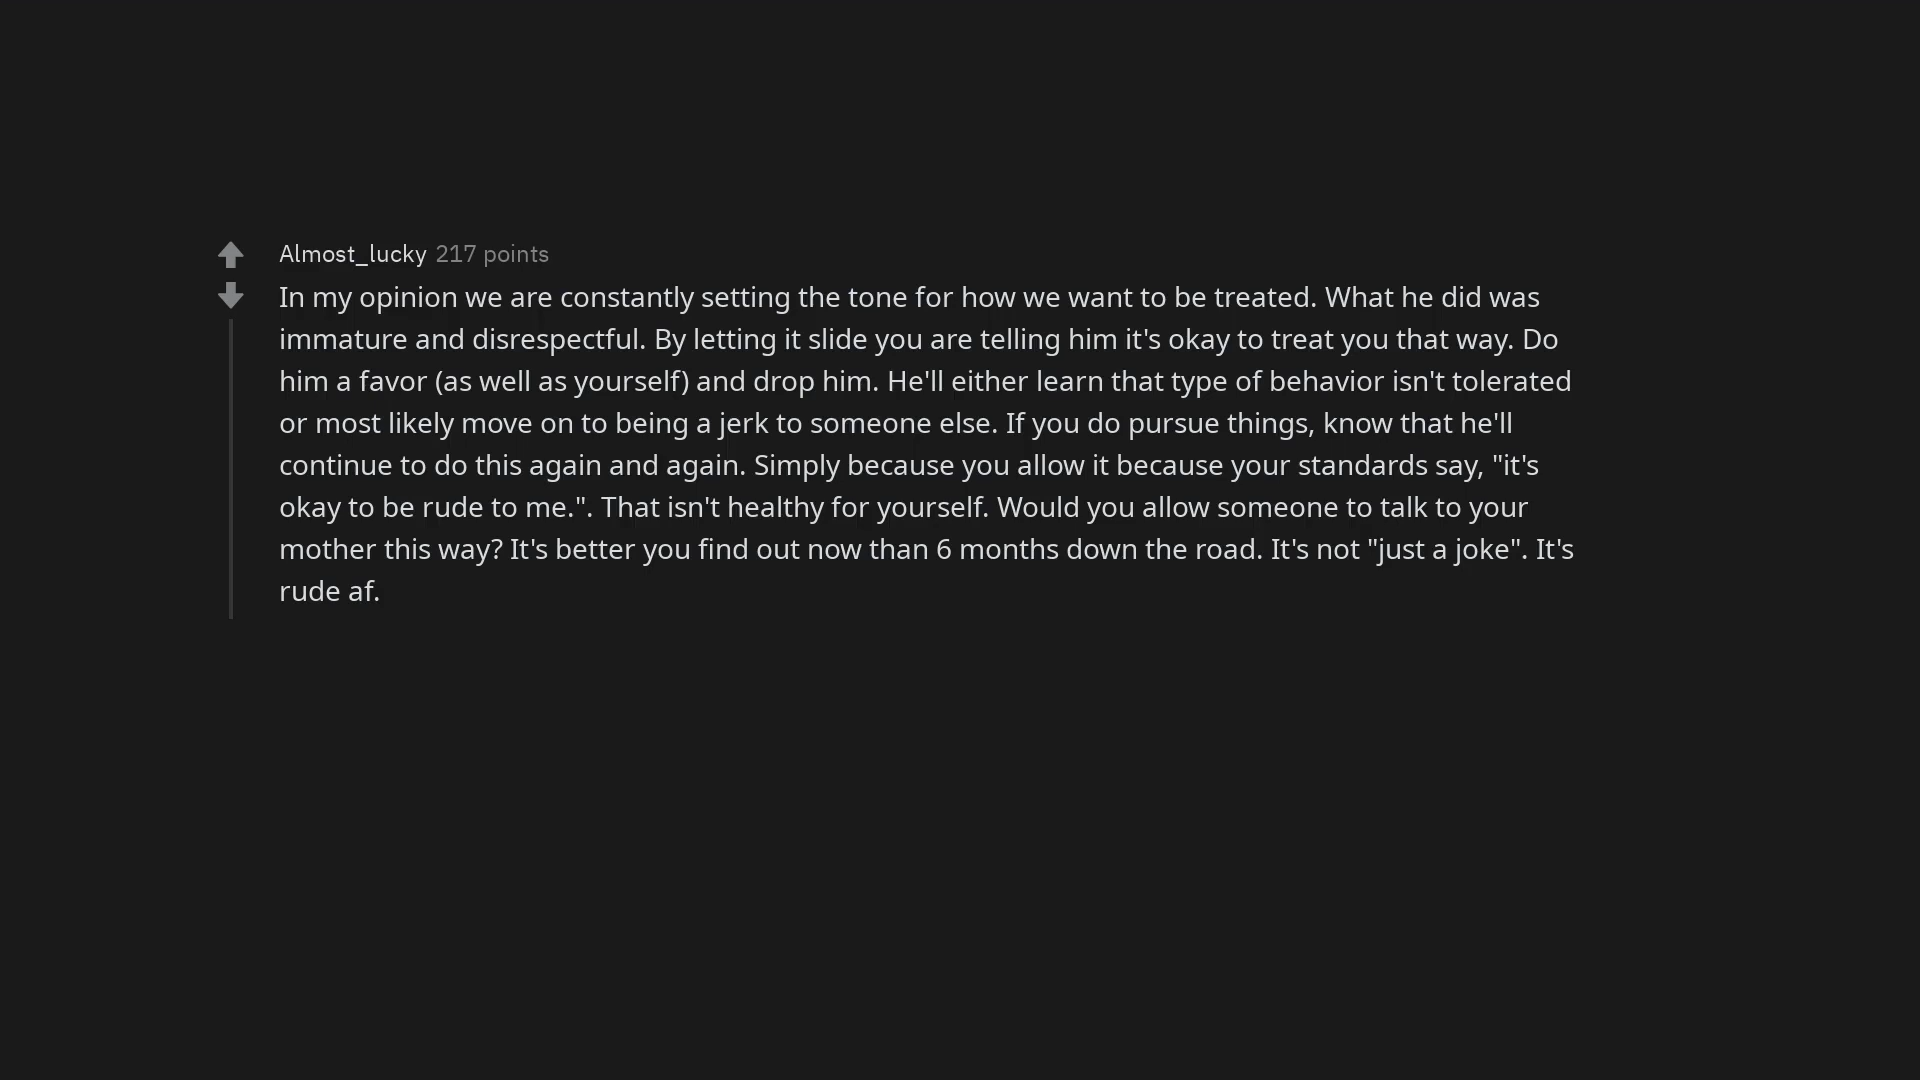 Almost_lucky 217 points
In my opinion we are constantly setting the tone for how we want to be treated. What he did was
immature and disrespectful. By letting it slide you are telling him it's okay to treat you that way. Do
him a favor (as well as yourself) and drop him. He'll either learn that type of behavior isn't tolerated
or most likely move on to being a jerk to someone else. If you do pursue things, know that he'll
continue to do this again and again. Simply because you allow it because your standards say, "it's
okay to be rude to me.". That isn't healthy for yourself. Would you allow someone to talk to your
mother this way? It's better you find out now than 6 months down the road. It's not "just a joke". It's
rude af.